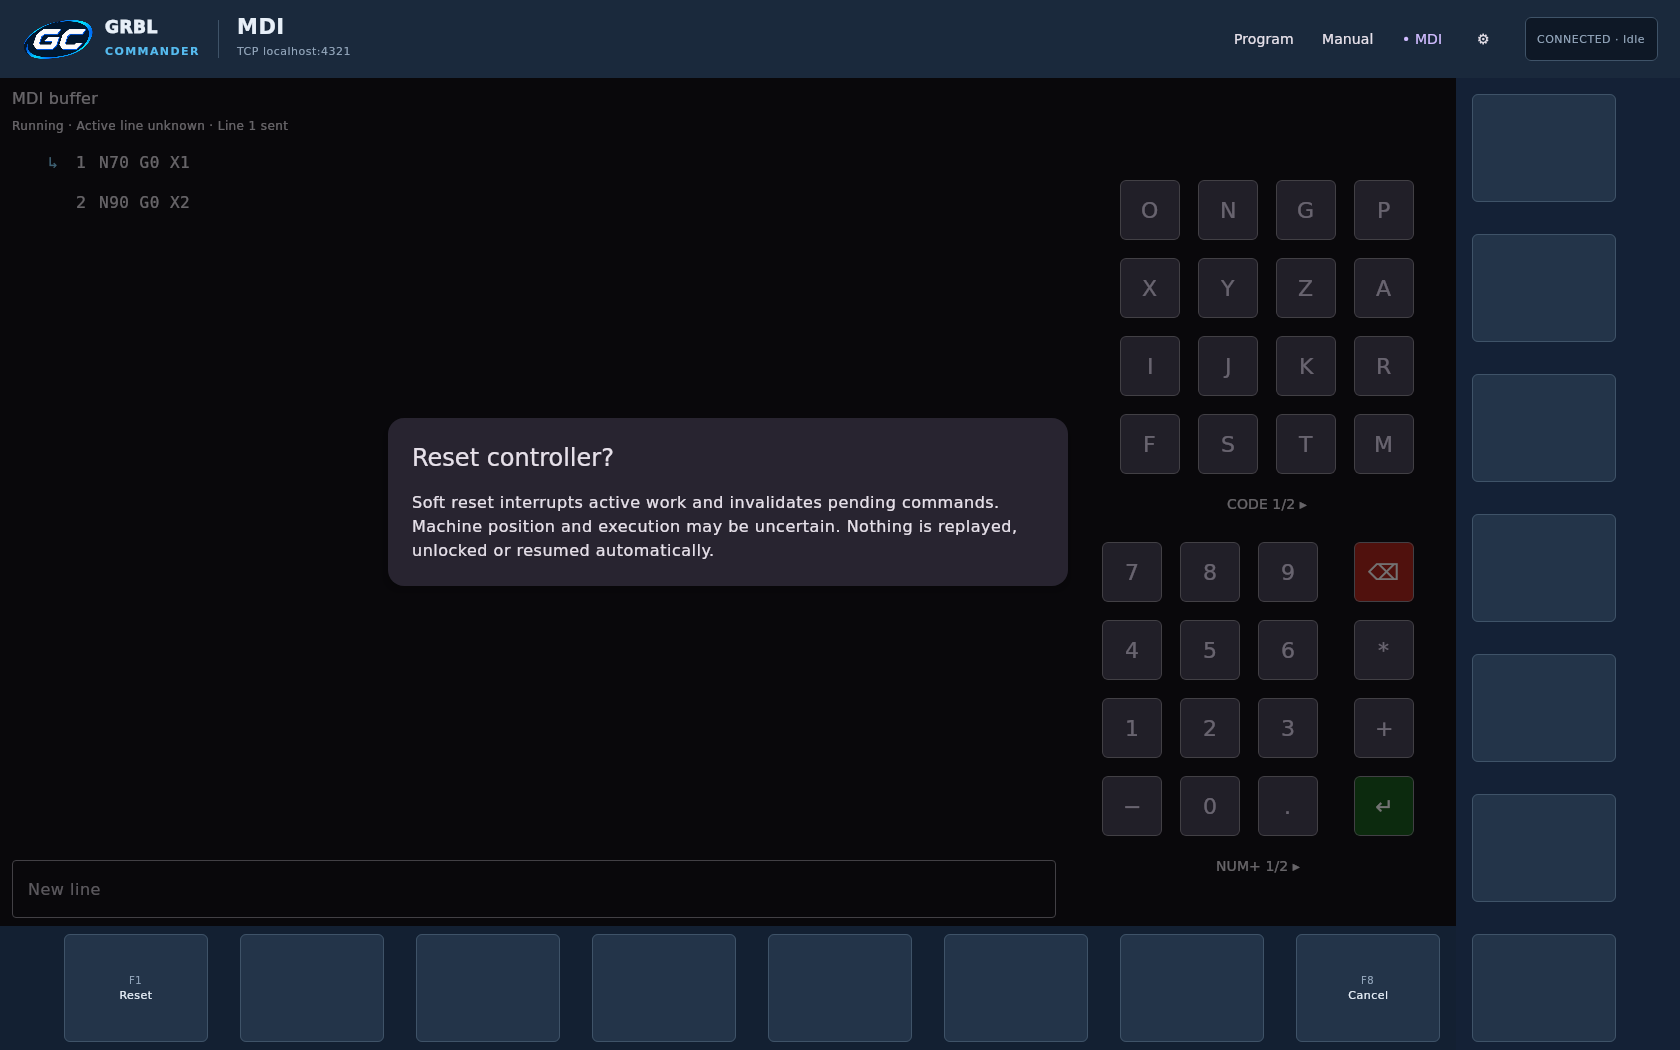 GC GRBL COMMANDER
MDI
TCP localhost:4321
Program Manual • MDI ⚙ CONNECTED · Idle
MDI buffer
Running · Active line unknown · Line 1 sent
↳ 1 N70 G0 X1
2 N90 G0 X2
O N G P
X Y Z A
I J K R
F S T M
CODE 1/2 ▸
Reset controller?
Soft reset interrupts active work and invalidates pending commands.
Machine position and execution may be uncertain. Nothing is replayed,
unlocked or resumed automatically.
7 8 9 ⌫
4 5 6 *
1 2 3 +
− 0 . ↵
NUM+ 1/2 ▸
New line
F1
Reset
F8
Cancel